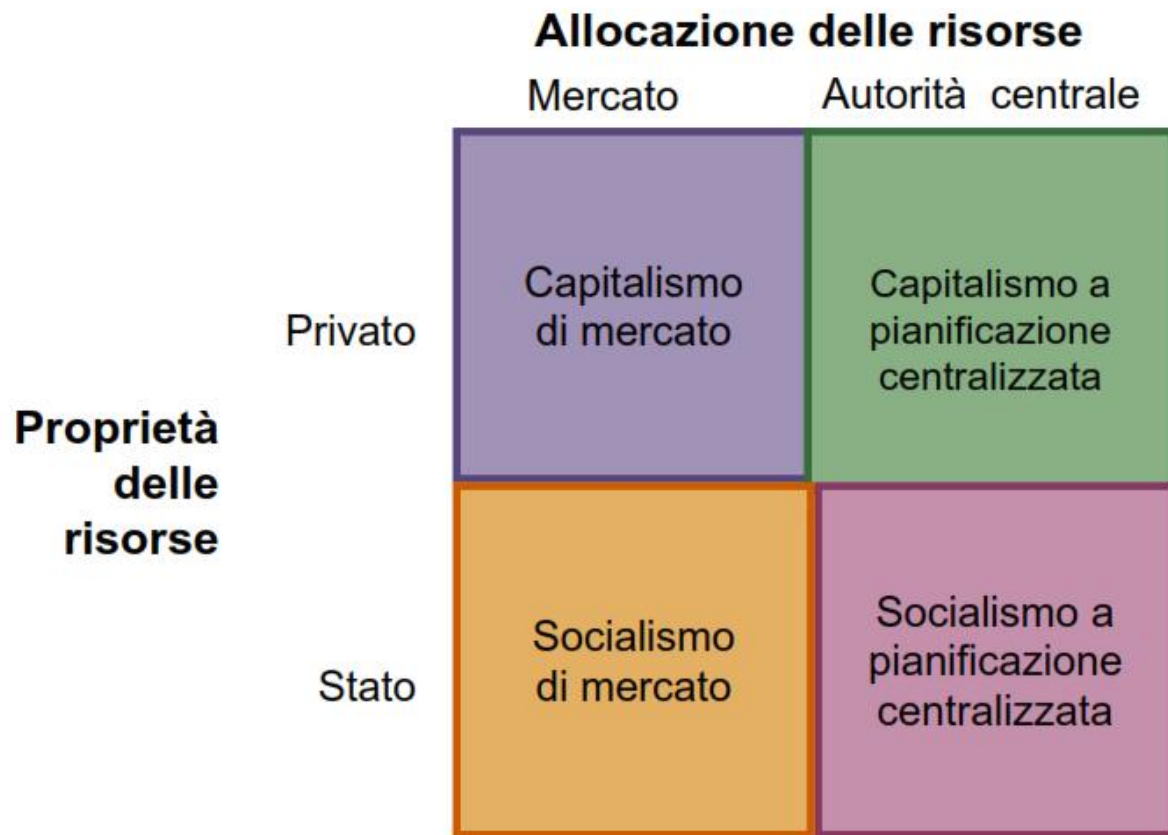 Allocazione delle risorse
Mercato
Autorità centrale
Proprietà
delle
risorse
Privato
Capitalismo
di mercato
Capitalismo a
pianificazione
centralizzata
Stato
Socialismo
di mercato
Socialismo a
pianificazione
centralizzata